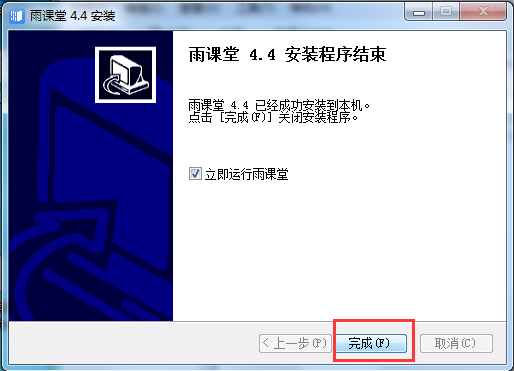 雨课堂 4.4 安装
雨课堂 4.4 安装程序结束
雨课堂 4.4 已经成功安装到本机。
点击 [完成(F)] 关闭安装程序。
立即运行雨课堂
< 上一步(P)
完成(F)
取消(C)